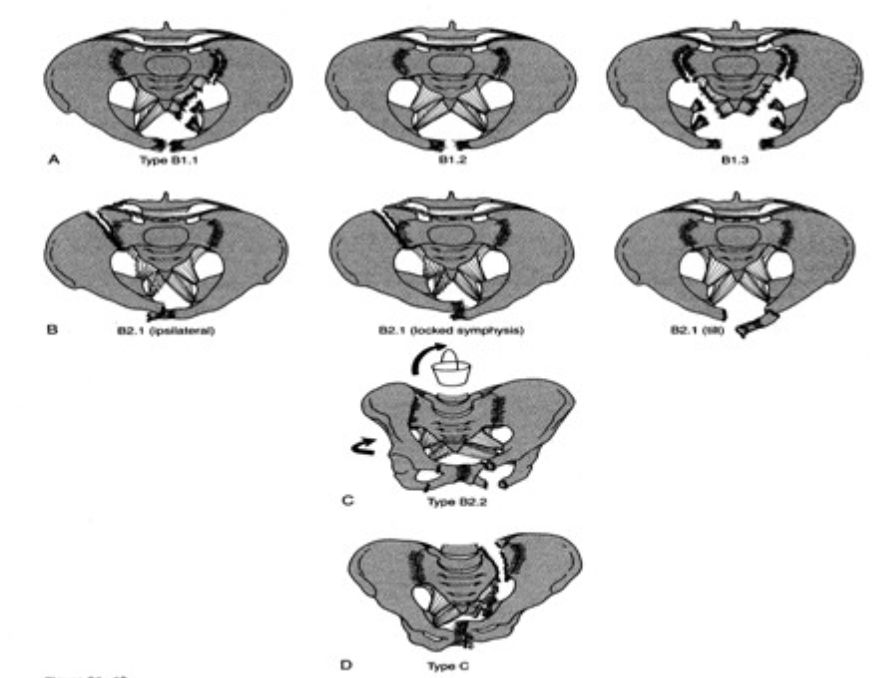 A
Type B1.1
B1.2
B1.3
B
B2.1 (ipsilateral)
B2.1 (locked symphysis)
B2.1 (tilt)
C
Type B2.2
D
Type C